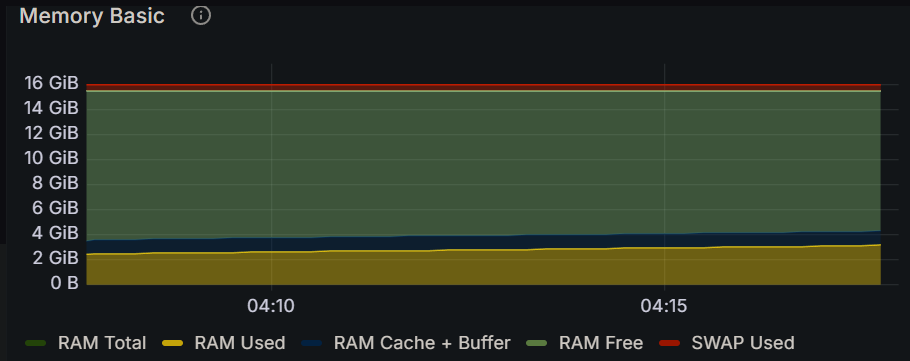 Memory Basic
16 GiB
14 GiB
12 GiB
10 GiB
8 GiB
6 GiB
4 GiB
2 GiB
0 B
04:10 04:15
RAM Total RAM Used RAM Cache + Buffer RAM Free SWAP Used